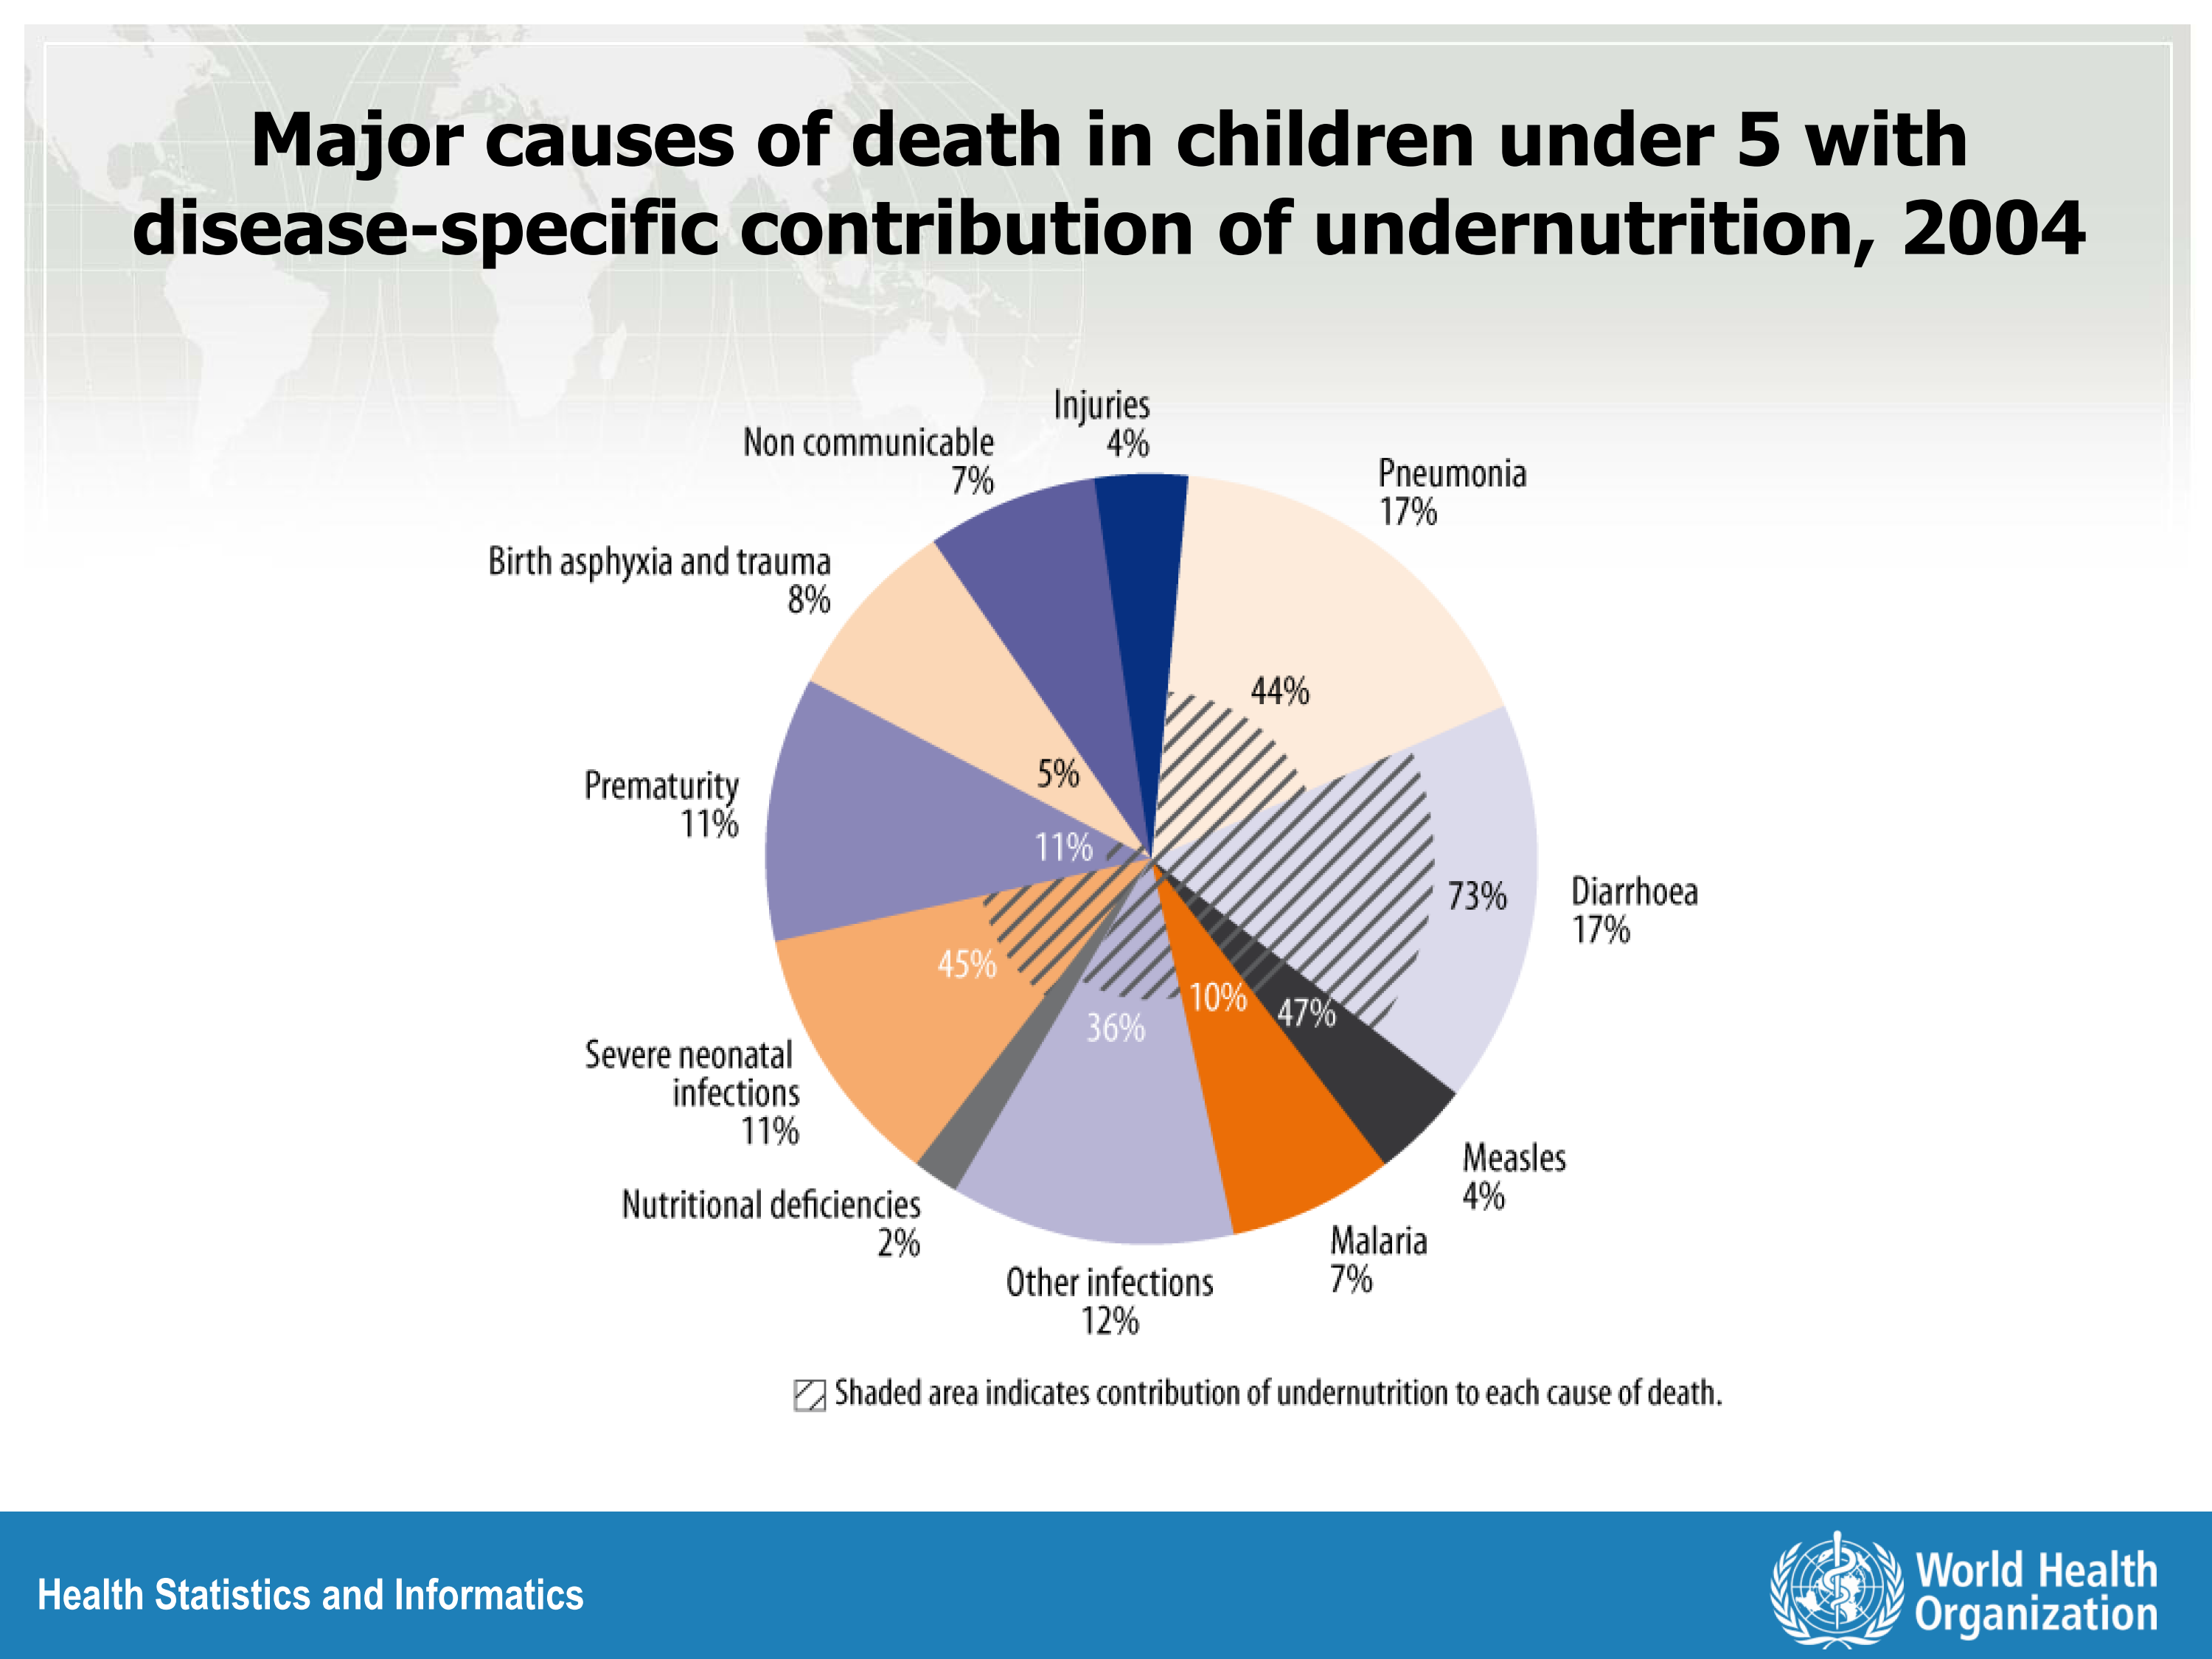 Major causes of death in children under 5 with
disease-specific contribution of undernutrition, 2004
Injuries
4%
Non communicable
7%
Pneumonia
17%
Birth asphyxia and trauma
8%
44%
5%
Prematurity
11%
11%
73%
Diarrhoea
17%
45%
10%
47%
36%
Severe neonatal
infections
11%
Measles
4%
Nutritional deficiencies
2%
Malaria
7%
Other infections
12%
Shaded area indicates contribution of undernutrition to each cause of death.
Health Statistics and Informatics
World Health
Organization